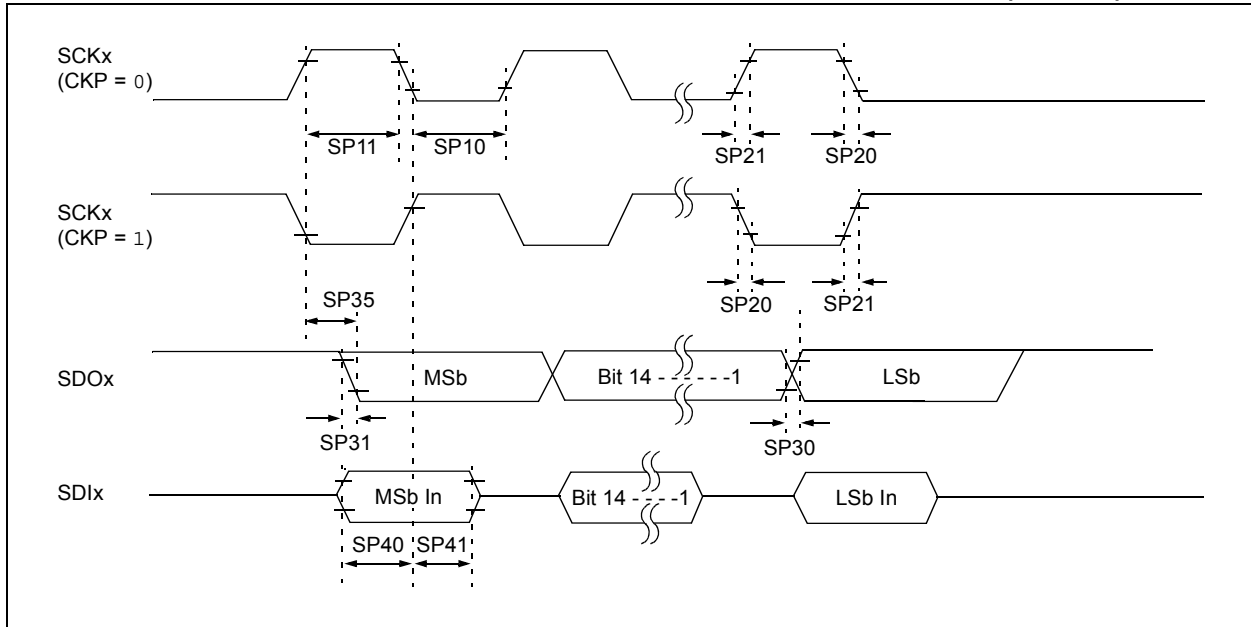 SCKx
(CKP = 0)
SP11
SP10
SP21
SP20
SCKx
(CKP = 1)
SP35
SP20
SP21
SDOx
MSb
Bit 14 - - - - - -1
LSb
SP31
SP30
SDIx
MSb In
Bit 14 - - - -1
LSb In
SP40
SP41